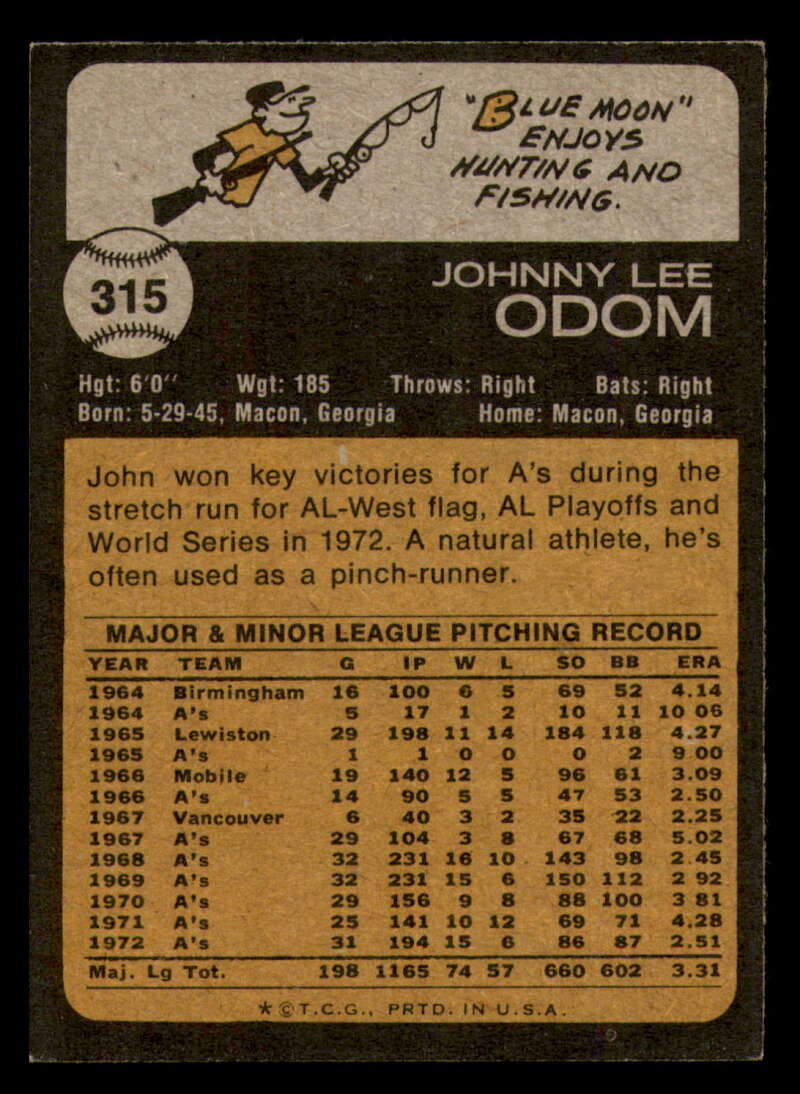 "BLUE MOON"
ENJOYS
HUNTING AND
FISHING.
315
JOHNNY LEE
ODOM
Hgt: 6'0" Wgt: 185 Throws: Right Bats: Right
Born: 5-29-45, Macon, Georgia Home: Macon, Georgia
John won key victories for A's during the
stretch run for AL-West flag, AL Playoffs and
World Series in 1972. A natural athlete, he's
often used as a pinch-runner.
MAJOR & MINOR LEAGUE PITCHING RECORD
YEAR TEAM G IP W L SO BB ERA
1964 Birmingham 16 100 6 5 69 52 4.14
1964 A's 5 17 1 2 10 11 10 06
1965 Lewiston 29 198 11 14 184 118 4.27
1965 A's 1 1 0 0 0 2 9 00
1966 Mobile 19 140 12 5 96 61 3.09
1966 A's 14 90 5 5 47 53 2.50
1967 Vancouver 6 40 3 2 35 22 2.25
1967 A's 29 104 3 8 67 68 5.02
1968 A's 32 231 16 10 143 98 2.45
1969 A's 32 231 15 6 150 112 2 92
1970 A's 29 156 9 8 88 100 3 81
1971 A's 25 141 10 12 69 71 4.28
1972 A's 31 194 15 6 86 87 2.51
Maj. Lg Tot. 198 1165 74 57 660 602 3.31
* © T.C.G., PRTD. IN U.S.A.